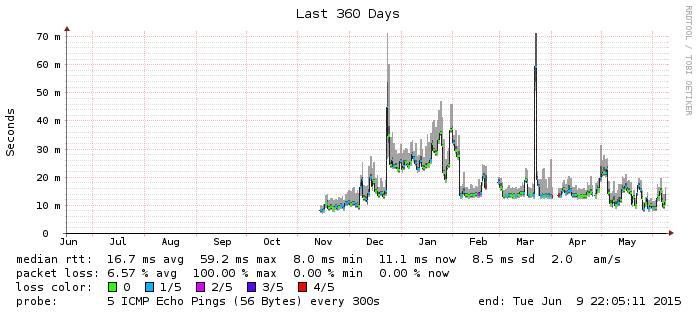 Last 360 Days
RRDTOOL / TOBI OETIKER
Seconds
70 m
60 m
50 m
40 m
30 m
20 m
10 m
0
Jun Jul Aug Sep Oct Nov Dec Jan Feb Mar Apr May
median rtt: 16.7 ms avg 59.2 ms max 8.0 ms min 11.1 ms now 8.5 ms sd 2.0 am/s
packet loss: 6.57 % avg 100.00 % max 0.00 % min 0.00 % now
loss color: 0 1/5 2/5 3/5 4/5
probe: 5 ICMP Echo Pings (56 Bytes) every 300s end: Tue Jun 9 22:05:11 2015